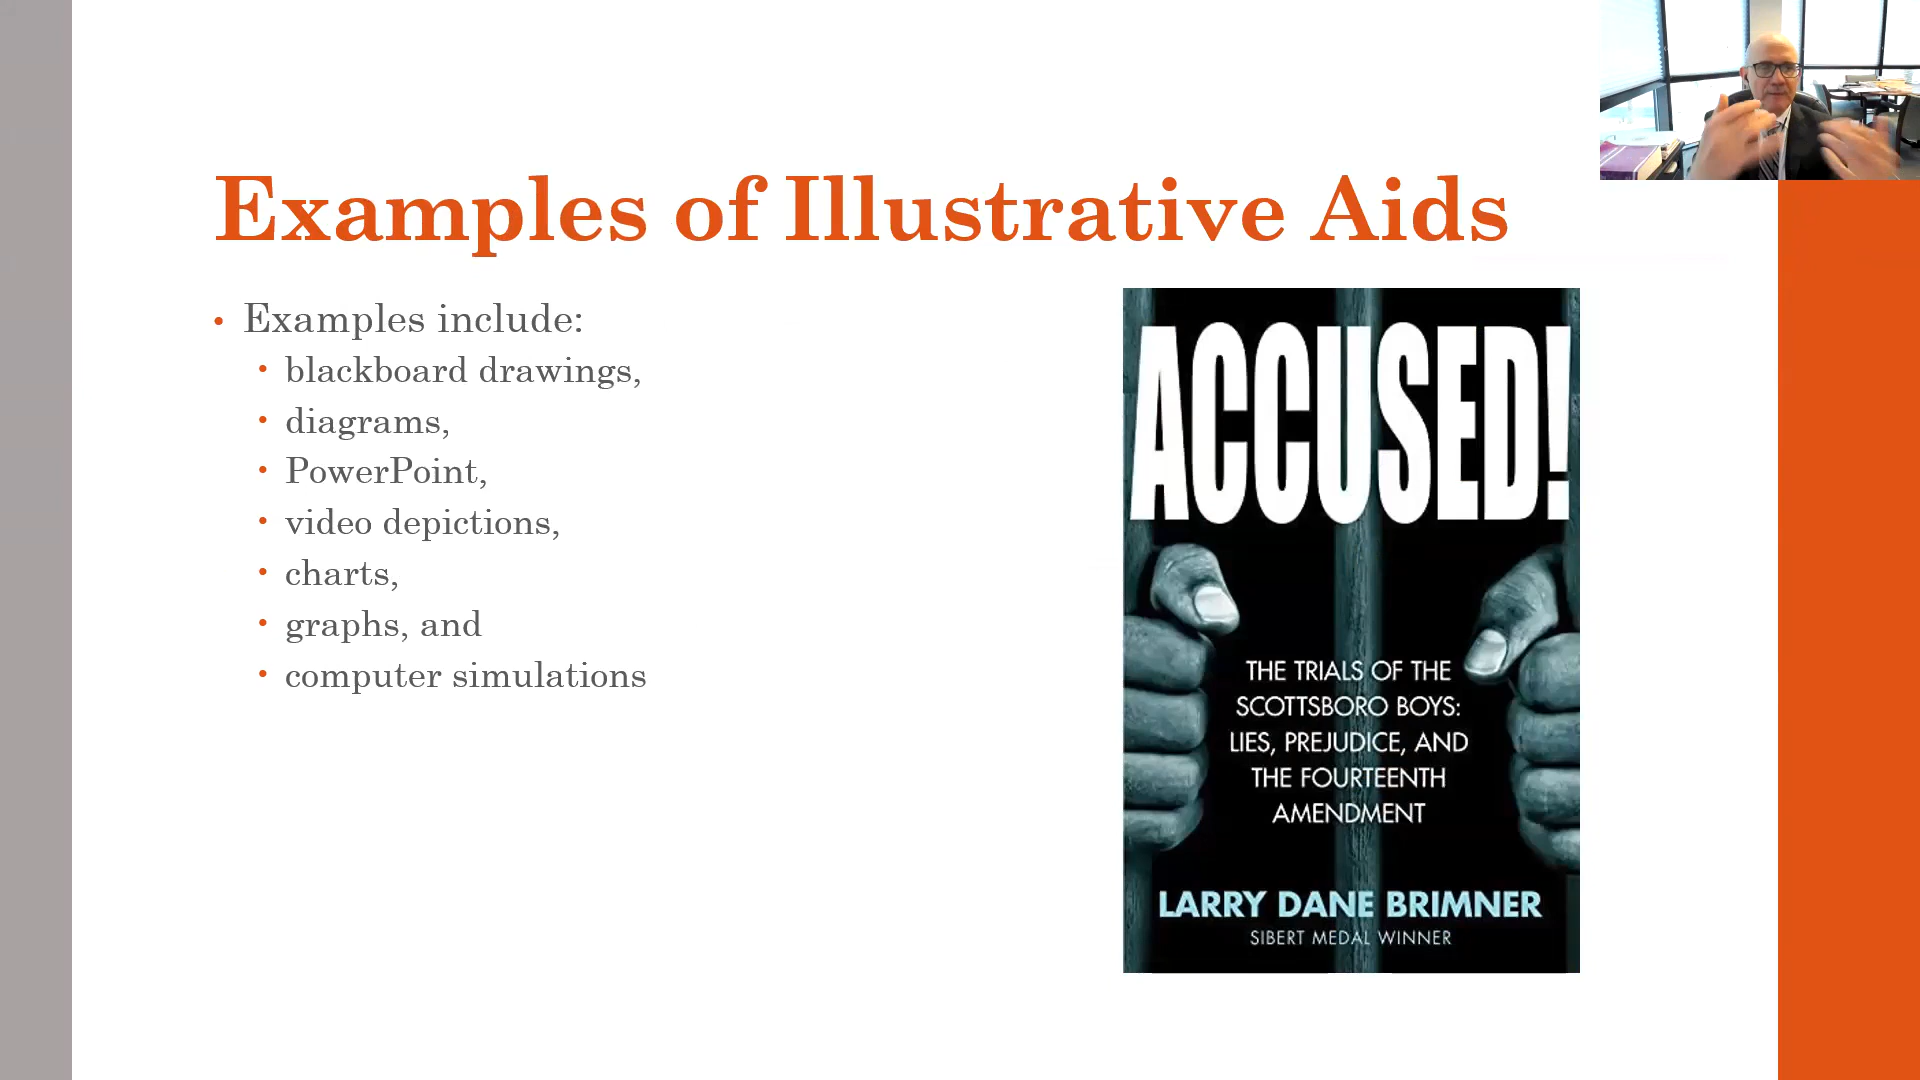 Examples of Illustrative Aids
• Examples include:
• blackboard drawings,
• diagrams,
• PowerPoint,
• video depictions,
• charts,
• graphs, and
• computer simulations
ACCUSED!
THE TRIALS OF THE
SCOTTSBORO BOYS:
LIES, PREJUDICE, AND
THE FOURTEENTH
AMENDMENT
LARRY DANE BRIMNER
SIBERT MEDAL WINNER